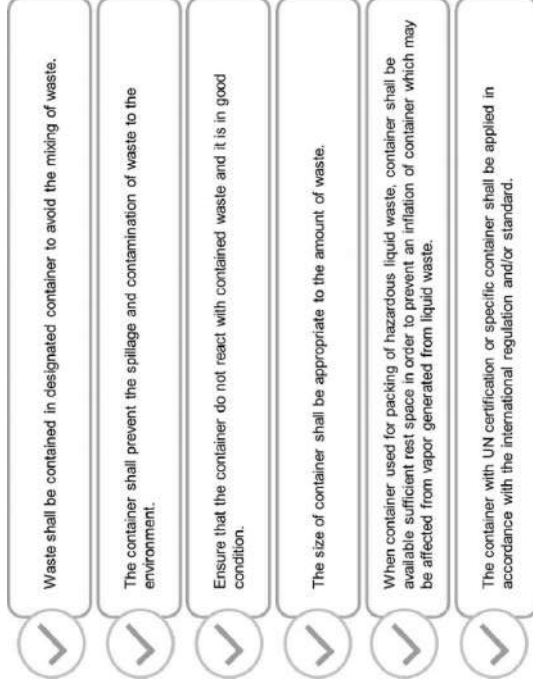 Waste shall be contained in designated container to avoid the mixing of waste.
The container shall prevent the spillage and contamination of waste to the
environment.
Ensure that the container do not react with contained waste and it is in good
condition.
The size of container shall be appropriate to the amount of waste.
When container used for packing of hazardous liquid waste, container shall be
available sufficient rest space in order to prevent an inflation of container which may
be affected from vapor generated from liquid waste.
The container with UN certification or specific container shall be applied in
accordance with the international regulation and/or standard.